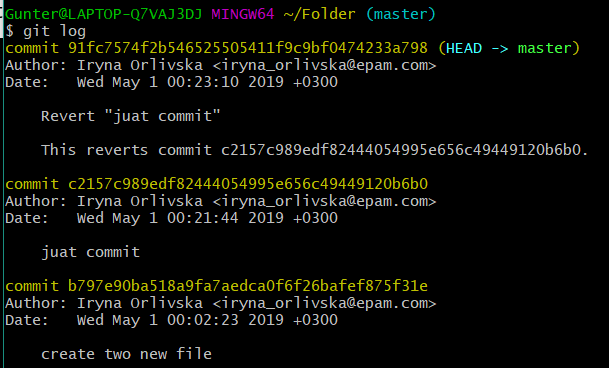 Gunter@LAPTOP-Q7VAJ3DJ MINGW64 ~/Folder (master)
$ git log
commit 91fc7574f2b546525505411f9c9bf0474233a798 (HEAD -> master)
Author: Iryna Orlivska <iryna_orlivska@epam.com>
Date:   Wed May 1 00:23:10 2019 +0300
    Revert "juat commit"
    This reverts commit c2157c989edf82444054995e656c49449120b6b0.
commit c2157c989edf82444054995e656c49449120b6b0
Author: Iryna Orlivska <iryna_orlivska@epam.com>
Date:   Wed May 1 00:21:44 2019 +0300
    juat commit
commit b797e90ba518a9fa7aedca0f6f26bafef875f31e
Author: Iryna Orlivska <iryna_orlivska@epam.com>
Date:   Wed May 1 00:02:23 2019 +0300
    create two new file